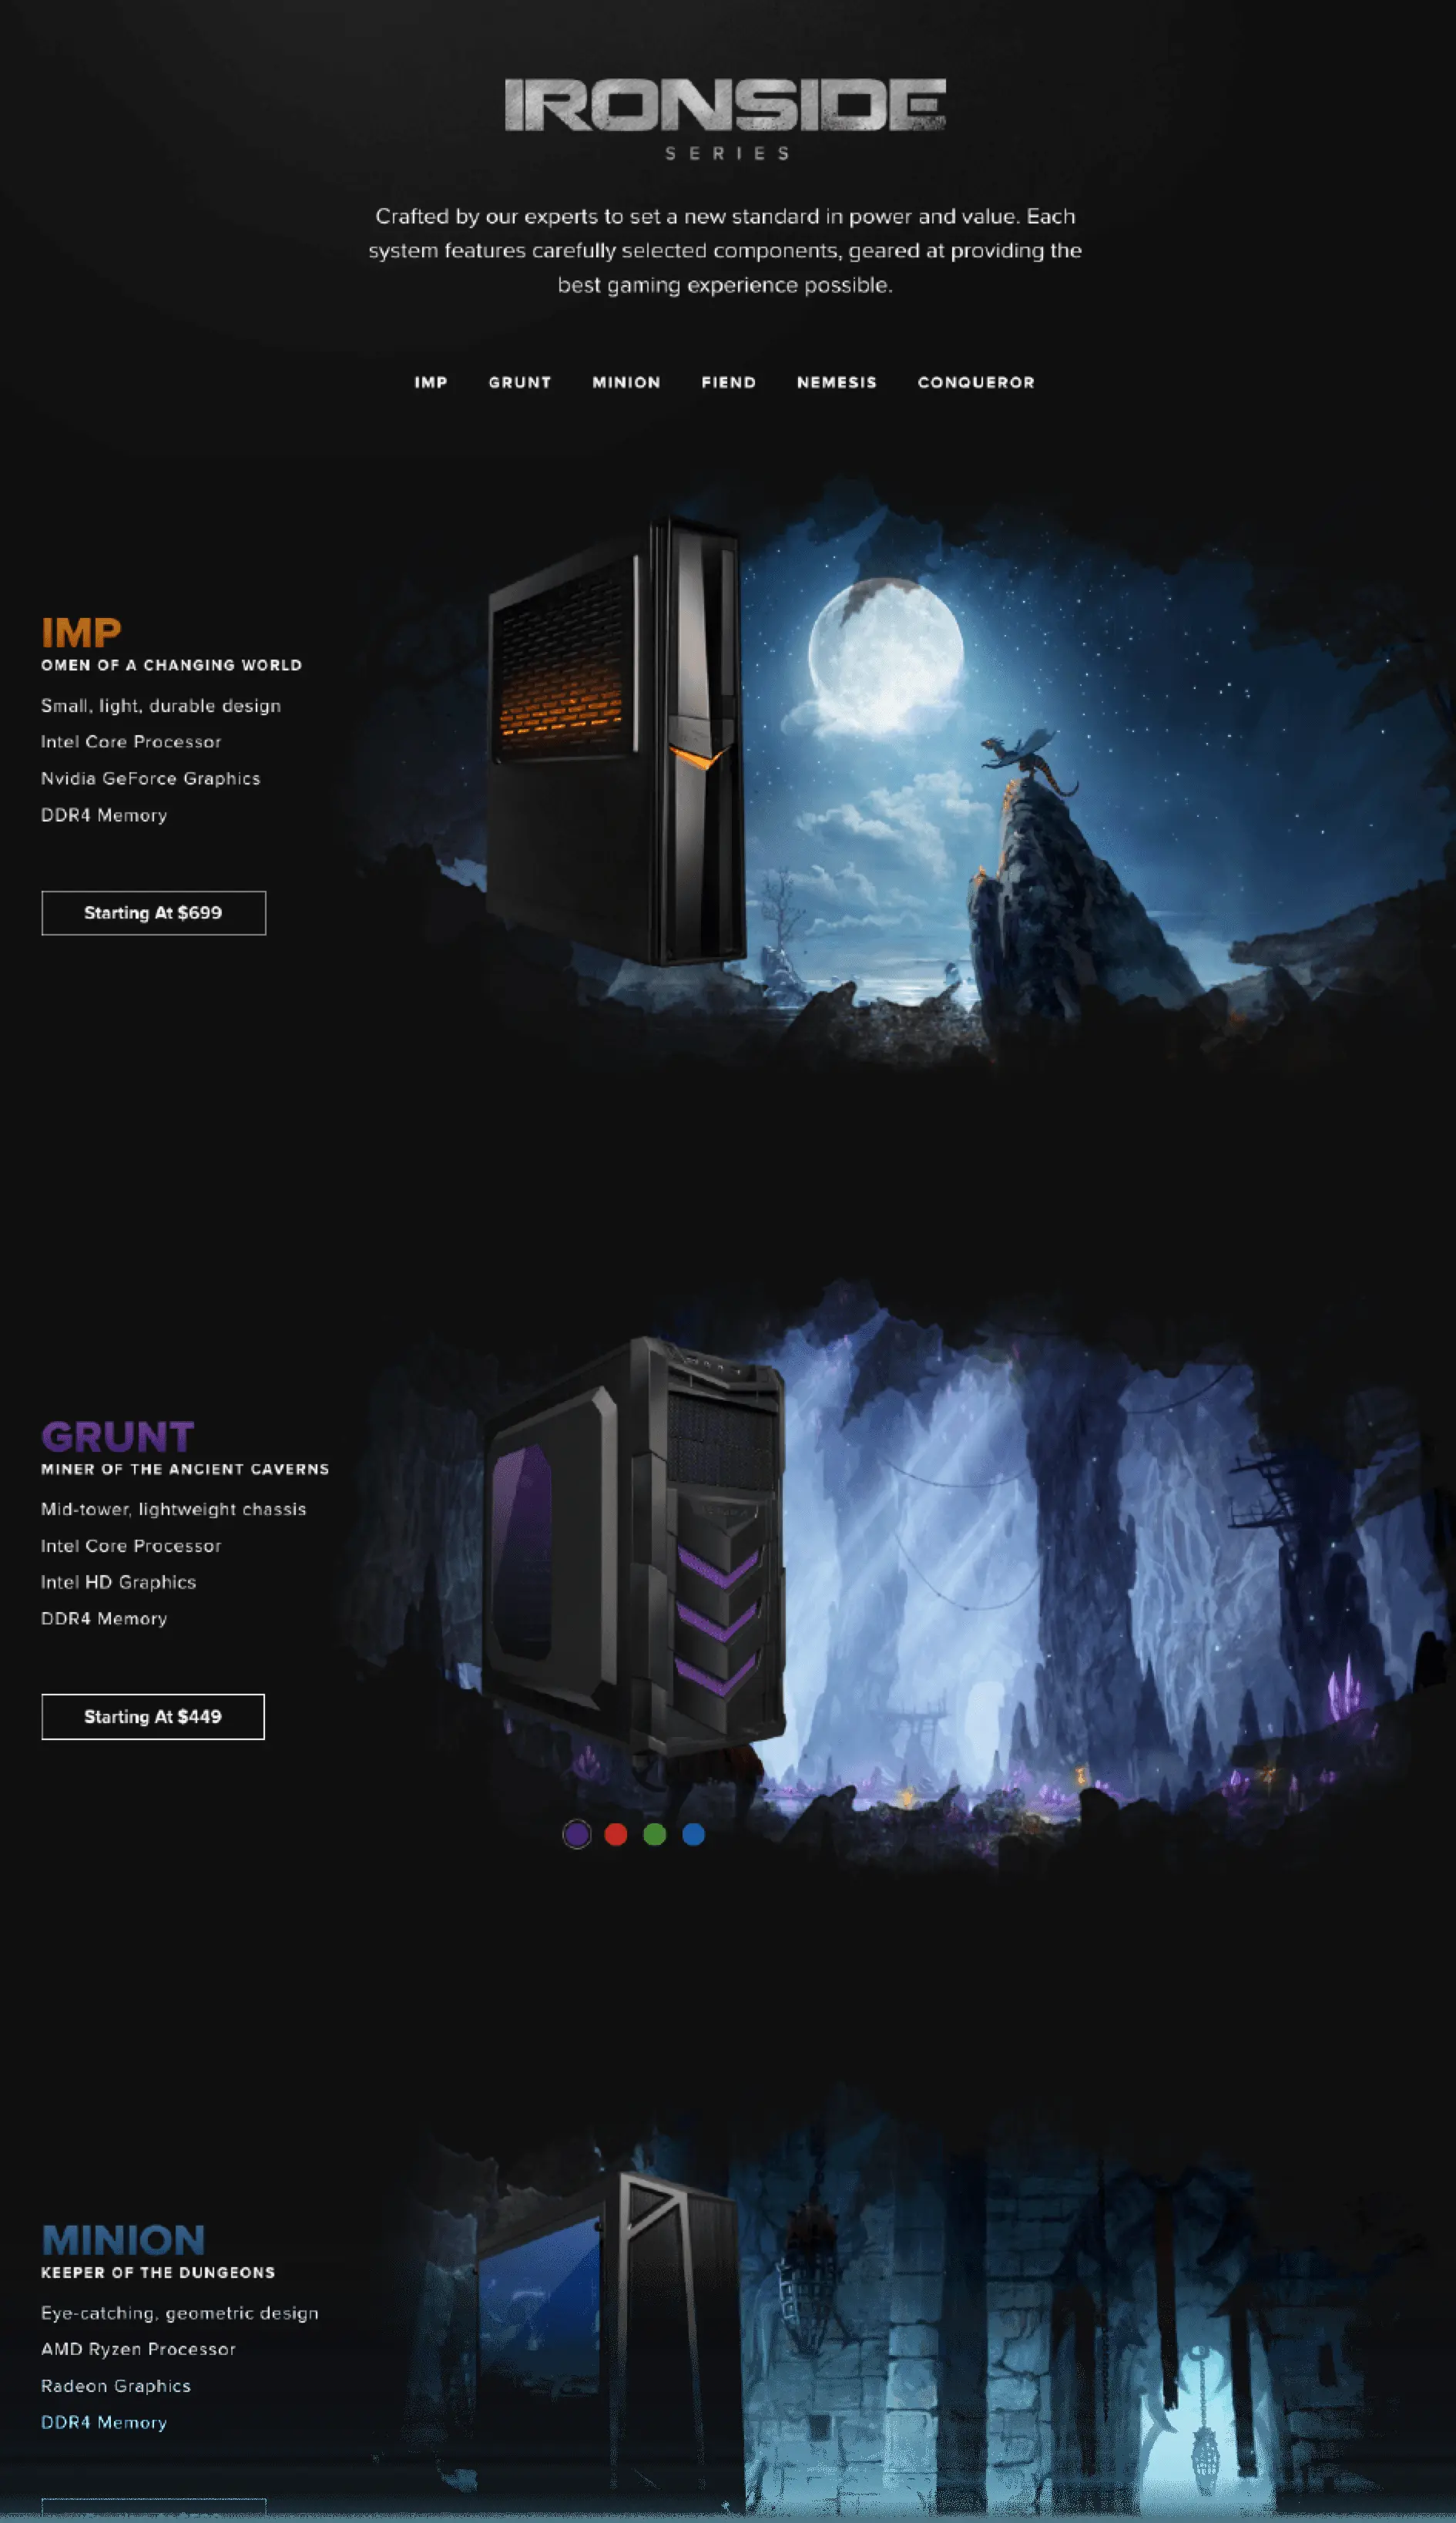 IRONSIDE
SERIES
Crafted by our experts to set a new standard in power and value. Each
system features carefully selected components, geared at providing the
best gaming experience possible.
IMP GRUNT MINION FIEND NEMESIS CONQUEROR
IMP
OMEN OF A CHANGING WORLD
Small, light, durable design
Intel Core Processor
Nvidia GeForce Graphics
DDR4 Memory
Starting At $699
GRUNT
MINER OF THE ANCIENT CAVERNS
Mid-tower, lightweight chassis
Intel Core Processor
Intel HD Graphics
DDR4 Memory
Starting At $449
MINION
KEEPER OF THE DUNGEONS
Eye-catching, geometric design
AMD Ryzen Processor
Radeon Graphics
DDR4 Memory